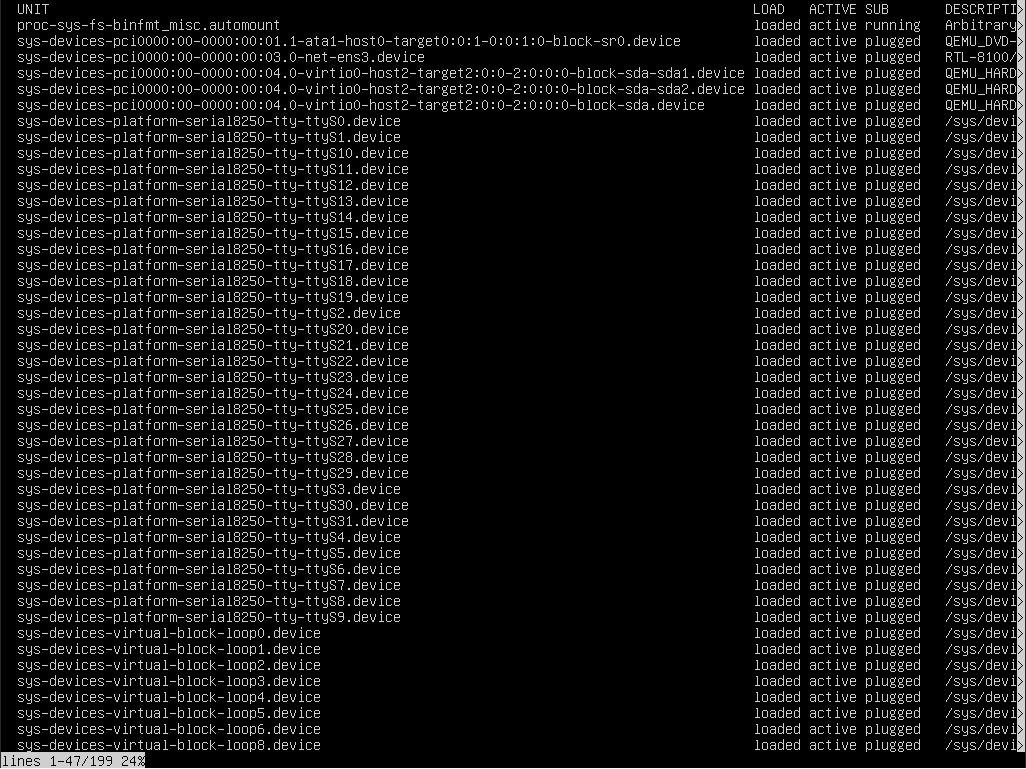 UNIT LOAD ACTIVE SUB DESCRIPTI>
proc-sys-fs-binfmt_misc.automount loaded active running Arbitrary>
sys-devices-pci0000:00-0000:00:01.1-ata1-host0-target0:0:1-0:0:1:0-block-sr0.device loaded active plugged QEMU_DVD->
sys-devices-pci0000:00-0000:00:03.0-net-ens3.device loaded active plugged RTL-8100/>
sys-devices-pci0000:00-0000:00:04.0-virtio0-host2-target2:0:0-2:0:0:0-block-sda-sda1.device loaded active plugged QEMU_HARD>
sys-devices-pci0000:00-0000:00:04.0-virtio0-host2-target2:0:0-2:0:0:0-block-sda-sda2.device loaded active plugged QEMU_HARD>
sys-devices-pci0000:00-0000:00:04.0-virtio0-host2-target2:0:0-2:0:0:0-block-sda.device loaded active plugged QEMU_HARD>
sys-devices-platform-serial8250-tty-ttyS0.device loaded active plugged /sys/devi>
sys-devices-platform-serial8250-tty-ttyS1.device loaded active plugged /sys/devi>
sys-devices-platform-serial8250-tty-ttyS10.device loaded active plugged /sys/devi>
sys-devices-platform-serial8250-tty-ttyS11.device loaded active plugged /sys/devi>
sys-devices-platform-serial8250-tty-ttyS12.device loaded active plugged /sys/devi>
sys-devices-platform-serial8250-tty-ttyS13.device loaded active plugged /sys/devi>
sys-devices-platform-serial8250-tty-ttyS14.device loaded active plugged /sys/devi>
sys-devices-platform-serial8250-tty-ttyS15.device loaded active plugged /sys/devi>
sys-devices-platform-serial8250-tty-ttyS16.device loaded active plugged /sys/devi>
sys-devices-platform-serial8250-tty-ttyS17.device loaded active plugged /sys/devi>
sys-devices-platform-serial8250-tty-ttyS18.device loaded active plugged /sys/devi>
sys-devices-platform-serial8250-tty-ttyS19.device loaded active plugged /sys/devi>
sys-devices-platform-serial8250-tty-ttyS2.device loaded active plugged /sys/devi>
sys-devices-platform-serial8250-tty-ttyS20.device loaded active plugged /sys/devi>
sys-devices-platform-serial8250-tty-ttyS21.device loaded active plugged /sys/devi>
sys-devices-platform-serial8250-tty-ttyS22.device loaded active plugged /sys/devi>
sys-devices-platform-serial8250-tty-ttyS23.device loaded active plugged /sys/devi>
sys-devices-platform-serial8250-tty-ttyS24.device loaded active plugged /sys/devi>
sys-devices-platform-serial8250-tty-ttyS25.device loaded active plugged /sys/devi>
sys-devices-platform-serial8250-tty-ttyS26.device loaded active plugged /sys/devi>
sys-devices-platform-serial8250-tty-ttyS27.device loaded active plugged /sys/devi>
sys-devices-platform-serial8250-tty-ttyS28.device loaded active plugged /sys/devi>
sys-devices-platform-serial8250-tty-ttyS29.device loaded active plugged /sys/devi>
sys-devices-platform-serial8250-tty-ttyS3.device loaded active plugged /sys/devi>
sys-devices-platform-serial8250-tty-ttyS30.device loaded active plugged /sys/devi>
sys-devices-platform-serial8250-tty-ttyS31.device loaded active plugged /sys/devi>
sys-devices-platform-serial8250-tty-ttyS4.device loaded active plugged /sys/devi>
sys-devices-platform-serial8250-tty-ttyS5.device loaded active plugged /sys/devi>
sys-devices-platform-serial8250-tty-ttyS6.device loaded active plugged /sys/devi>
sys-devices-platform-serial8250-tty-ttyS7.device loaded active plugged /sys/devi>
sys-devices-platform-serial8250-tty-ttyS8.device loaded active plugged /sys/devi>
sys-devices-platform-serial8250-tty-ttyS9.device loaded active plugged /sys/devi>
sys-devices-virtual-block-loop0.device loaded active plugged /sys/devi>
sys-devices-virtual-block-loop1.device loaded active plugged /sys/devi>
sys-devices-virtual-block-loop2.device loaded active plugged /sys/devi>
sys-devices-virtual-block-loop3.device loaded active plugged /sys/devi>
sys-devices-virtual-block-loop4.device loaded active plugged /sys/devi>
sys-devices-virtual-block-loop5.device loaded active plugged /sys/devi>
sys-devices-virtual-block-loop6.device loaded active plugged /sys/devi>
sys-devices-virtual-block-loop8.device loaded active plugged /sys/devi>
lines 1-47/199 24%